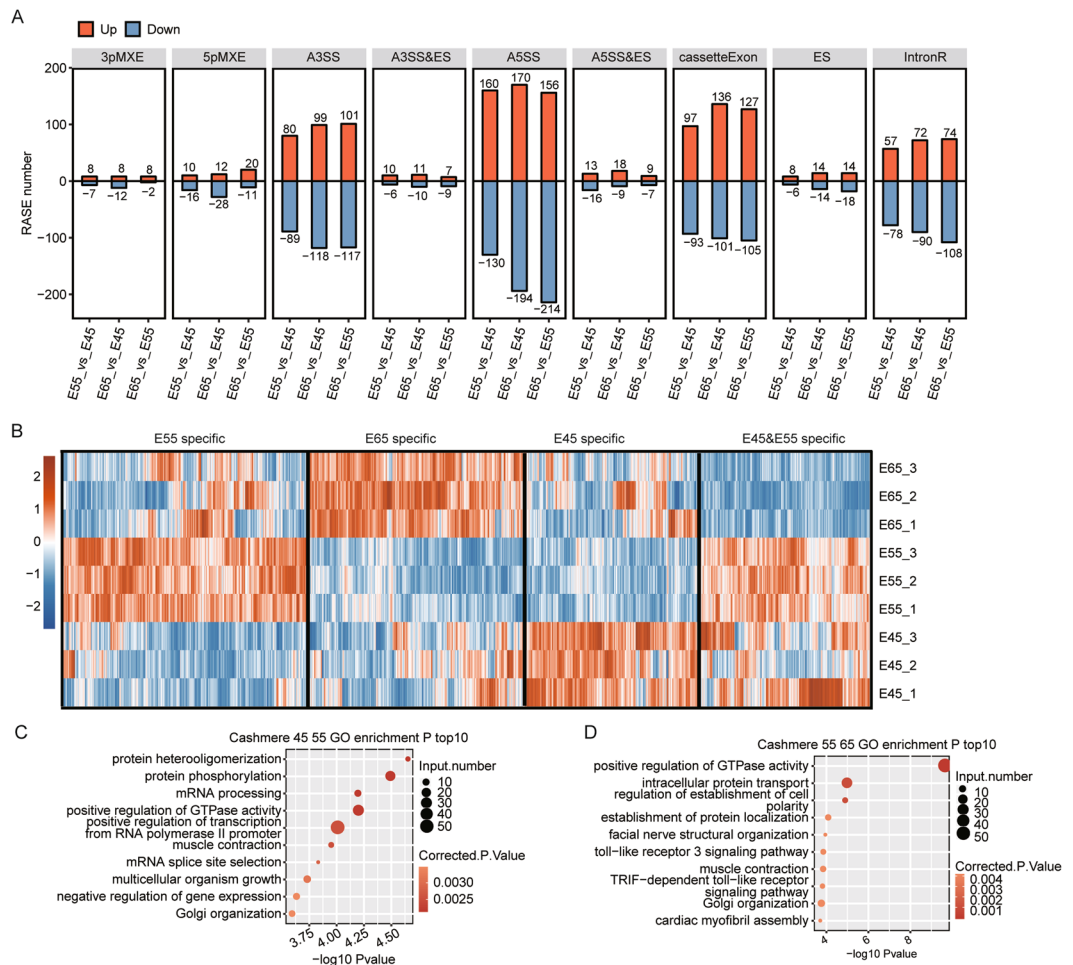 A
Up Down
3pMXE 5pMXE A3SS A3SS&ES A5SS A5SS&ES cassetteExon ES IntronR
RASE number
200
100
0
−100
−200
8 8 8
−7 −12 −2
10 12 20
−16 −28 −11
80 99 101
−89 −118 −117
10 11 7
−6 −10 −9
160 170 156
−130 −194 −214
13 18 9
−16 −9 −7
97 136 127
−93 −101 −105
8 14 14
−6 −14 −18
57 72 74
−78 −90 −108
E55_vs_E45 E65_vs_E45 E65_vs_E55
E55_vs_E45 E65_vs_E45 E65_vs_E55
E55_vs_E45 E65_vs_E45 E65_vs_E55
E55_vs_E45 E65_vs_E45 E65_vs_E55
E55_vs_E45 E65_vs_E45 E65_vs_E55
E55_vs_E45 E65_vs_E45 E65_vs_E55
E55_vs_E45 E65_vs_E45 E65_vs_E55
E55_vs_E45 E65_vs_E45 E65_vs_E55
E55_vs_E45 E65_vs_E45 E65_vs_E55
B
E55 specific E65 specific E45 specific E45&E55 specific
2
1
0
−1
−2
E65_3
E65_2
E65_1
E55_3
E55_2
E55_1
E45_3
E45_2
E45_1
C
Cashmere 45 55 GO enrichment P top10
protein heterooligomerization
protein phosphorylation
mRNA processing
positive regulation of GTPase activity
positive regulation of transcription
from RNA polymerase II promoter
muscle contraction
mRNA splice site selection
multicellular organism growth
negative regulation of gene expression
Golgi organization
3.75 4.00 4.25 4.50
−log10 Pvalue
Input.number
10
20
30
40
50
Corrected.P.Value
0.0030
0.0025
D
Cashmere 55 65 GO enrichment P top10
positive regulation of GTPase activity
intracellular protein transport
regulation of establishment of cell
polarity
establishment of protein localization
facial nerve structural organization
toll−like receptor 3 signaling pathway
muscle contraction
TRIF−dependent toll−like receptor
signaling pathway
Golgi organization
cardiac myofibril assembly
4 6 8
−log10 Pvalue
Input.number
10
20
30
40
50
Corrected.P.Value
0.004
0.003
0.002
0.001